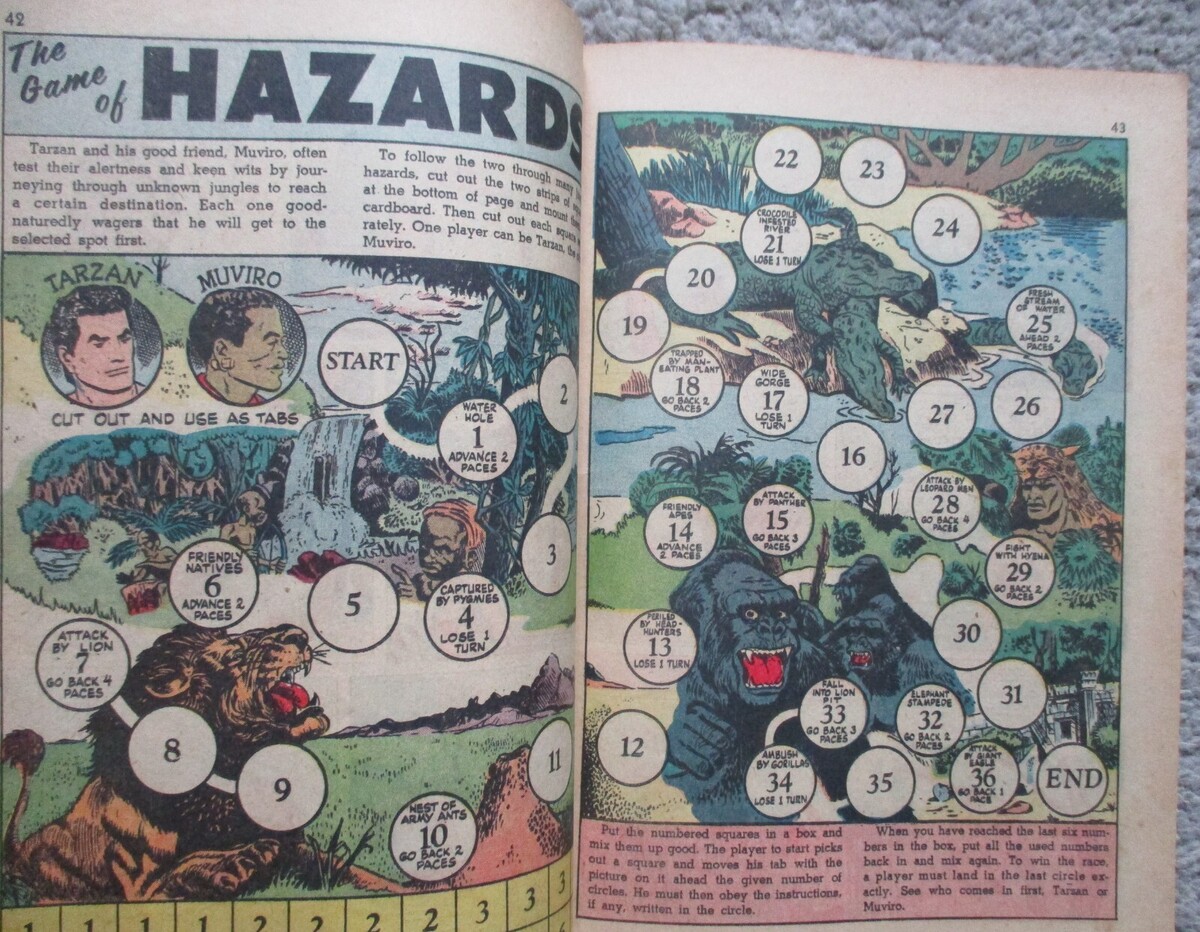 42
The
Game
of
HAZARDS
Tarzan and his good friend, Muviro, often
test their alertness and keen wits by jour-
neying through unknown jungles to reach
a certain destination. Each one good-
naturedly wagers that he will get to the
selected spot first.
To follow the two through many
hazards, cut out the two strips of
at the bottom of page and mount
cardboard. Then cut out each square
rately. One player can be Tarzan, the
Muviro.
TARZAN
MUVIRO
CUT OUT AND USE AS TABS
START
WATER
HOLE
1
ADVANCE 2
PACES
2
3
CAPTURED
BY PYGMIES
4
LOSE 1
TURN
5
FRIENDLY
NATIVES
6
ADVANCE 2
PACES
ATTACK
BY LION
7
GO BACK 4
PACES
8
9
NEST OF
ARMY ANTS
10
GO BACK 2
PACES
11
1 1 1 1 2 2 2 2 3 3 3
43
12
PERILED
BY HEAD-
HUNTERS
13
LOSE 1 TURN
FRIENDLY
APES
14
ADVANCE
2 PACES
ATTACK
BY PANTHER
15
GO BACK 3
PACES
16
WIDE
GORGE
17
LOSE 1
TURN
TRAPPED
BY MAN-
EATING PLANT
18
GO BACK 2
PACES
19
20
CROCODILE
INFESTED
RIVER
21
LOSE 1 TURN
22
23
24
FRESH
STREAM
OF WATER
25
AHEAD 2
PACES
26
27
ATTACK BY
LEOPARD MEN
28
GO BACK 4
PACES
FIGHT
WITH HYENA
29
GO BACK 2
PACES
30
31
ELEPHANT
STAMPEDE
32
GO BACK 2
PACES
FALL
INTO LION
PIT
33
GO BACK 3
PACES
AMBUSH
BY GORILLAS
34
LOSE 1 TURN
35
ATTACK
BY GIANT
EAGLE
36
GO BACK 1
PACE
END
Put the numbered squares in a box and
mix them up good. The player to start picks
out a square and moves his tab with the
picture on it ahead the given number of
circles. He must then obey the instructions,
if any, written in the circle.
When you have reached the last six num-
bers in the box, put all the used numbers
back in and mix again. To win the race,
a player must land in the last circle ex-
actly. See who comes in first, Tarzan or
Muviro.